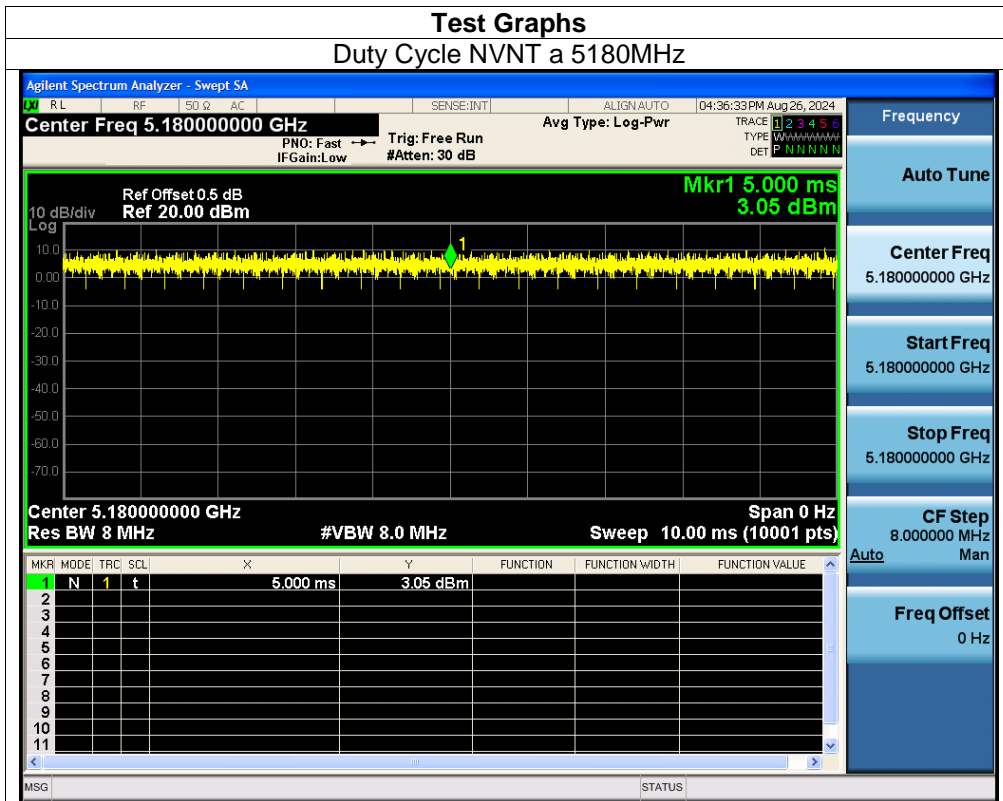 Test Graphs
Duty Cycle NVNT a 5180MHz
Agilent Spectrum Analyzer - Swept SA
LXI RL RF 50 Ω AC SENSE:INT ALIGN AUTO 04:36:33 PM Aug 26, 2024
Center Freq 5.180000000 GHz
PNO: Fast
IFGain:Low
Trig: Free Run
#Atten: 30 dB
Avg Type: Log-Pwr
TRACE 1 2 3 4 5 6
TYPE
DET P N N N N N
Mkr1 5.000 ms
3.05 dBm
Ref Offset 0.5 dB
10 dB/div Ref 20.00 dBm
Log
1
10.0
0.00
-10.0
-20.0
-30.0
-40.0
-50.0
-60.0
-70.0
Center 5.180000000 GHz Span 0 Hz
Res BW 8 MHz #VBW 8.0 MHz Sweep 10.00 ms (10001 pts)
MKR MODE TRC SCL X Y FUNCTION FUNCTION WIDTH FUNCTION VALUE
1 N 1 t 5.000 ms 3.05 dBm
2
3
4
5
6
7
8
9
10
11
MSG STATUS
Frequency
Auto Tune
Center Freq
5.180000000 GHz
Start Freq
5.180000000 GHz
Stop Freq
5.180000000 GHz
CF Step
8.000000 MHz
Auto Man
Freq Offset
0 Hz